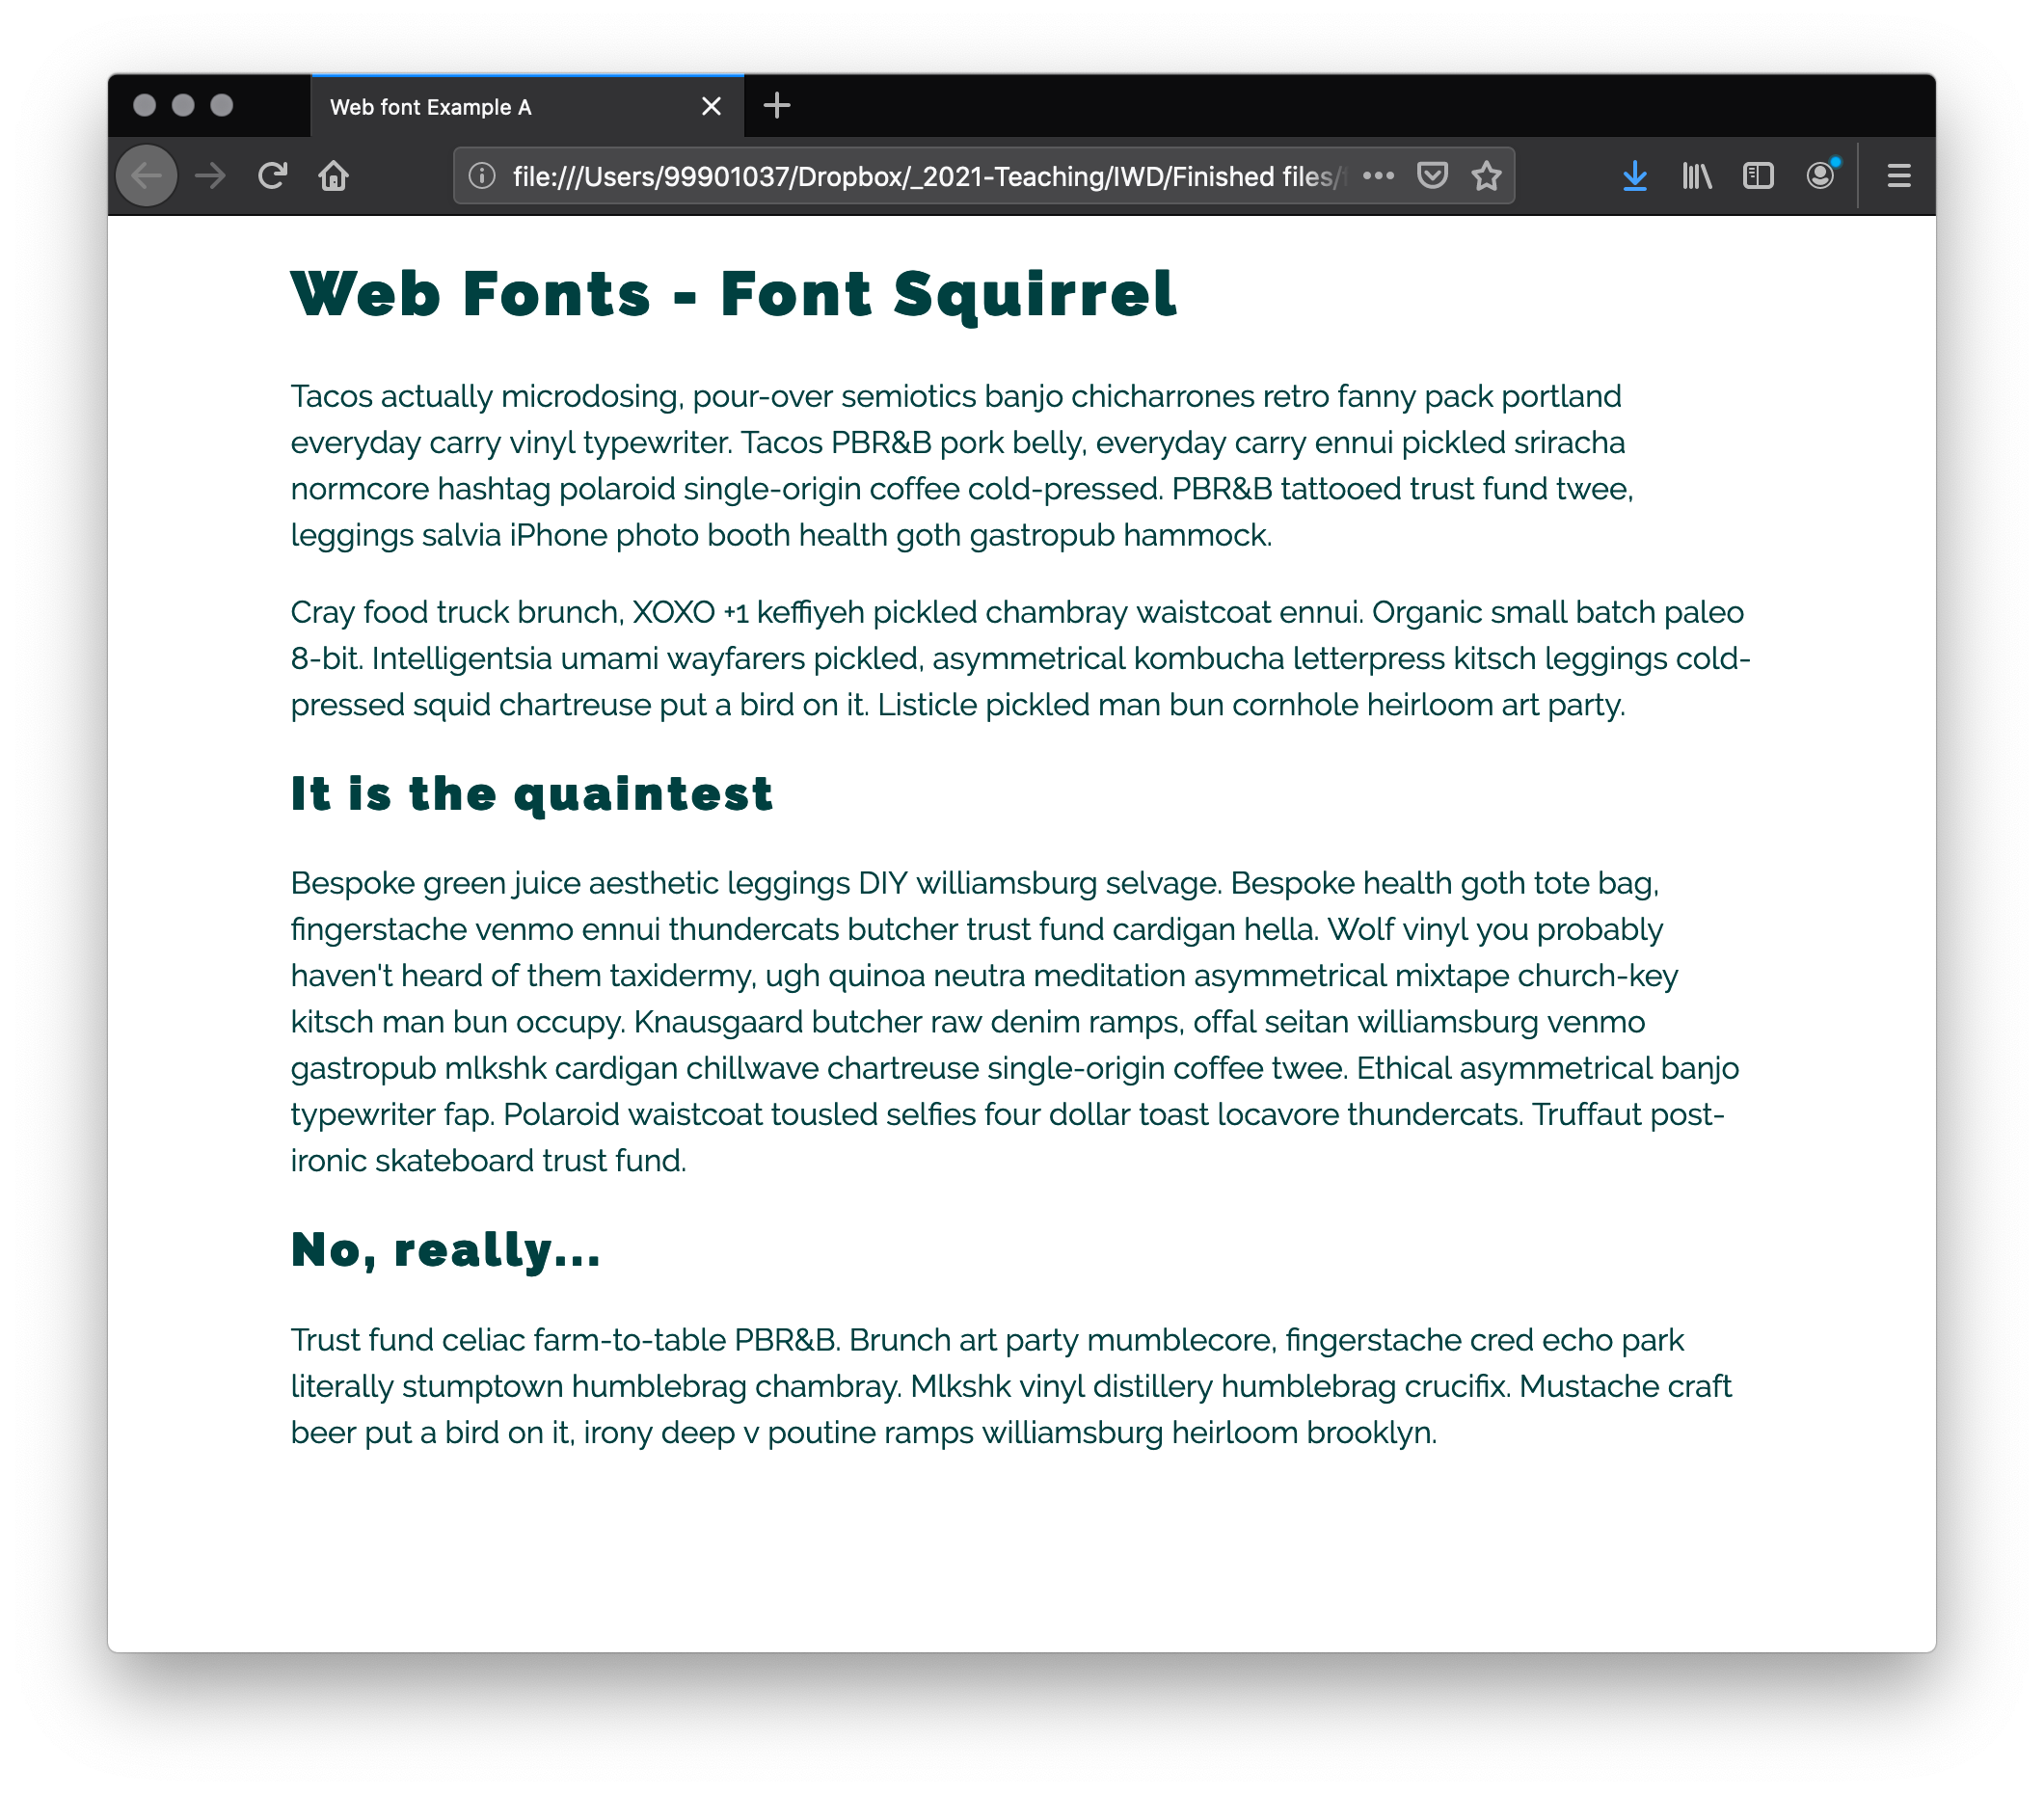 Web font Example A
file:///Users/99901037/Dropbox/_2021-Teaching/IWD/Finished files/
Web Fonts - Font Squirrel
Tacos actually microdosing, pour-over semiotics banjo chicharrones retro fanny pack portland
everyday carry vinyl typewriter. Tacos PBR&B pork belly, everyday carry ennui pickled sriracha
normcore hashtag polaroid single-origin coffee cold-pressed. PBR&B tattooed trust fund twee,
leggings salvia iPhone photo booth health goth gastropub hammock.
Cray food truck brunch, XOXO +1 keffiyeh pickled chambray waistcoat ennui. Organic small batch paleo
8-bit. Intelligentsia umami wayfarers pickled, asymmetrical kombucha letterpress kitsch leggings cold-
pressed squid chartreuse put a bird on it. Listicle pickled man bun cornhole heirloom art party.
It is the quaintest
Bespoke green juice aesthetic leggings DIY williamsburg selvage. Bespoke health goth tote bag,
fingerstache venmo ennui thundercats butcher trust fund cardigan hella. Wolf vinyl you probably
haven't heard of them taxidermy, ugh quinoa neutra meditation asymmetrical mixtape church-key
kitsch man bun occupy. Knausgaard butcher raw denim ramps, offal seitan williamsburg venmo
gastropub mlkshk cardigan chillwave chartreuse single-origin coffee twee. Ethical asymmetrical banjo
typewriter fap. Polaroid waistcoat tousled selfies four dollar toast locavore thundercats. Truffaut post-
ironic skateboard trust fund.
No, really...
Trust fund celiac farm-to-table PBR&B. Brunch art party mumblecore, fingerstache cred echo park
literally stumptown humblebrag chambray. Mlkshk vinyl distillery humblebrag crucifix. Mustache craft
beer put a bird on it, irony deep v poutine ramps williamsburg heirloom brooklyn.